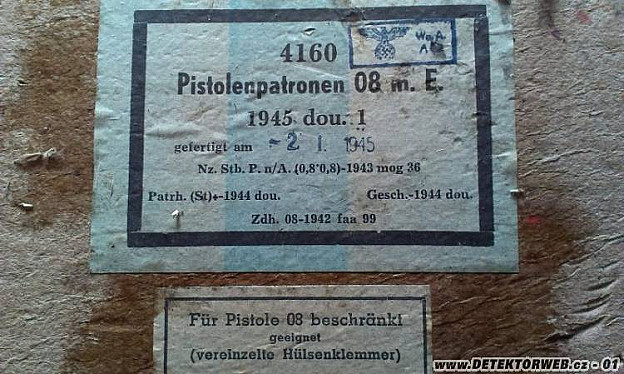 4160
Wa. A.
Pistolenpatronen 08 m. E.
1945 dou. 1
gefertigt am -2. I. 1945
Nz. Stb. P. n/A. (0,8·0,8)-1943 mog 36
Patrh. (St)+-1944 dou. Gesch.-1944 dou.
Zdh. 08-1942 faa 99
Für Pistole 08 beschränkt
geeignet
(vereinzelte Hülsenklemmer)
www.DETEKTORWEB.cz - 01